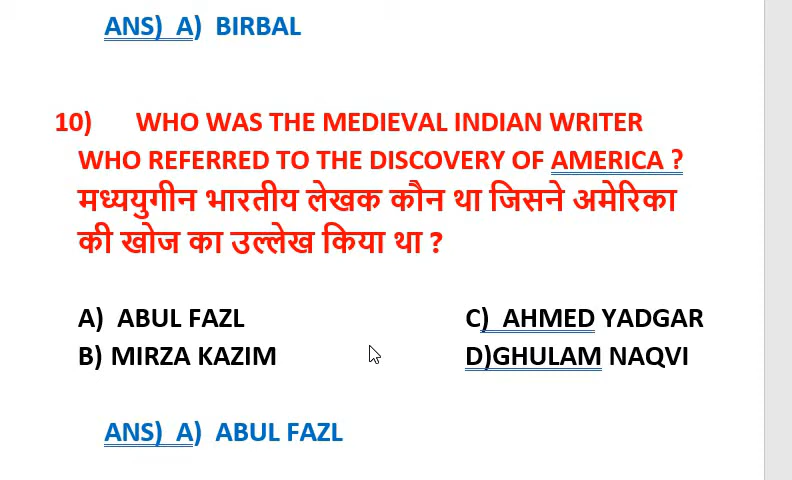 ANS) A) BIRBAL
10) WHO WAS THE MEDIEVAL INDIAN WRITER
WHO REFERRED TO THE DISCOVERY OF AMERICA ?
मध्ययुगीन भारतीय लेखक कौन था जिसने अमेरिका
की खोज का उल्लेख किया था ?
A) ABUL FAZL C) AHMED YADGAR
B) MIRZA KAZIM D)GHULAM NAQVI
ANS) A) ABUL FAZL